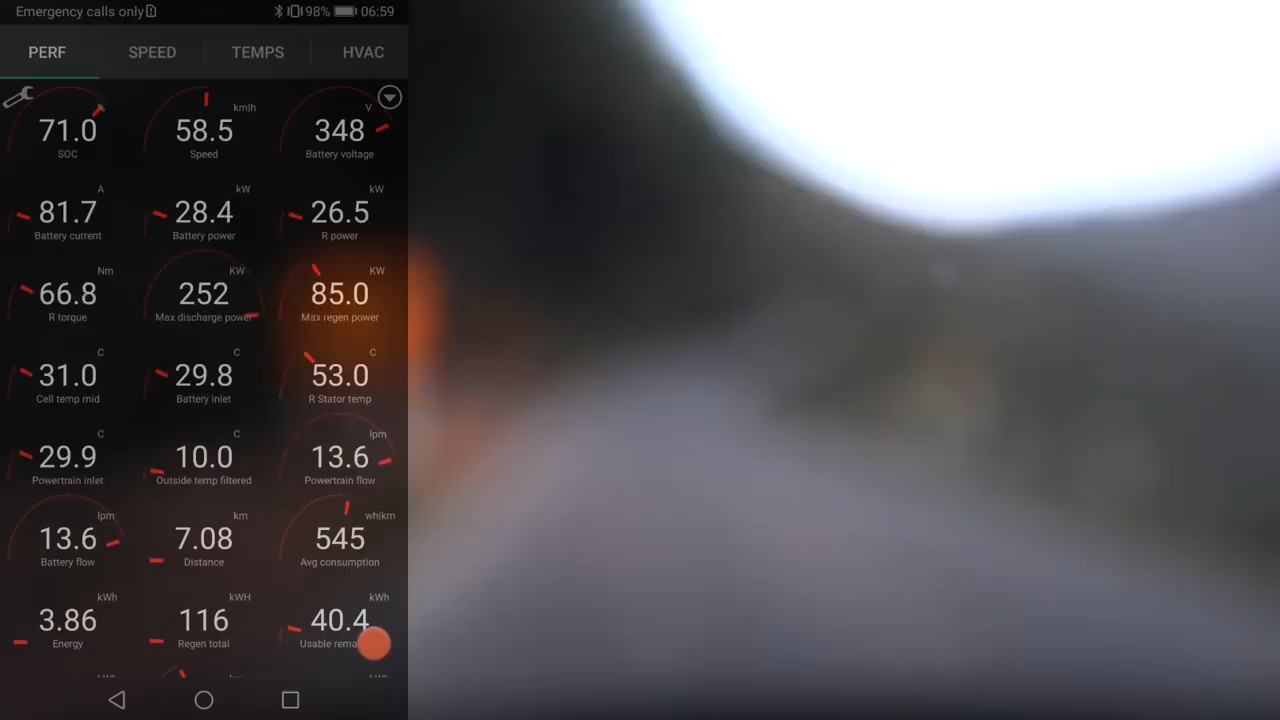 Emergency calls only 98% 06:59
PERF SPEED TEMPS HVAC
% km|h V
71.0 58.5 348
SOC Speed Battery voltage
A kW kW
81.7 28.4 26.5
Battery current Battery power R power
Nm KW KW
66.8 252 85.0
R torque Max discharge power Max regen power
C C C
31.0 29.8 53.0
Cell temp mid Battery inlet R Stator temp
C C lpm
29.9 10.0 13.6
Powertrain inlet Outside temp filtered Powertrain flow
lpm km wh|km
13.6 7.08 545
Battery flow Distance Avg consumption
kWh kWH kWh
3.86 116 40.4
Energy Regen total Usable